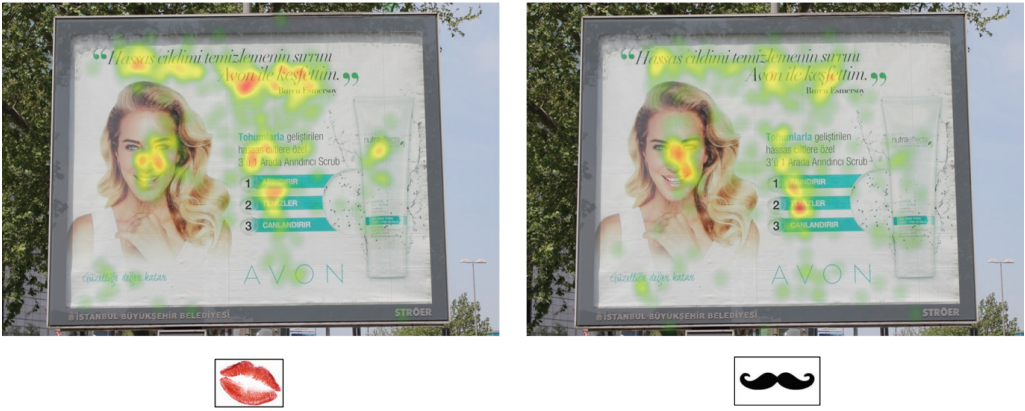 “Hassas cildimi temizlemenin sırrını
Avon ile keşfettim.”
Burcu Esmersoy
Tohumlarla geliştirilen
hassas ciltlere özel
3'ü 1 Arada Arındırıcı Scrub
1 ARINDIRIR
2 TEMİZLER
3 CANLANDIRIR
nutraeffects
güzelliğe değer katar
AVON
İSTANBUL BÜYÜKŞEHİR BELEDİYESİ
STRÖER
“Hassas cildimi temizlemenin sırrını
Avon ile keşfettim.”
Burcu Esmersoy
Tohumlarla geliştirilen
hassas ciltlere özel
3'ü 1 Arada Arındırıcı Scrub
1 ARINDIRIR
2 TEMİZLER
3 CANLANDIRIR
nutraeffects
güzelliğe değer katar
AVON
İSTANBUL BÜYÜKŞEHİR BELEDİYESİ
STRÖER